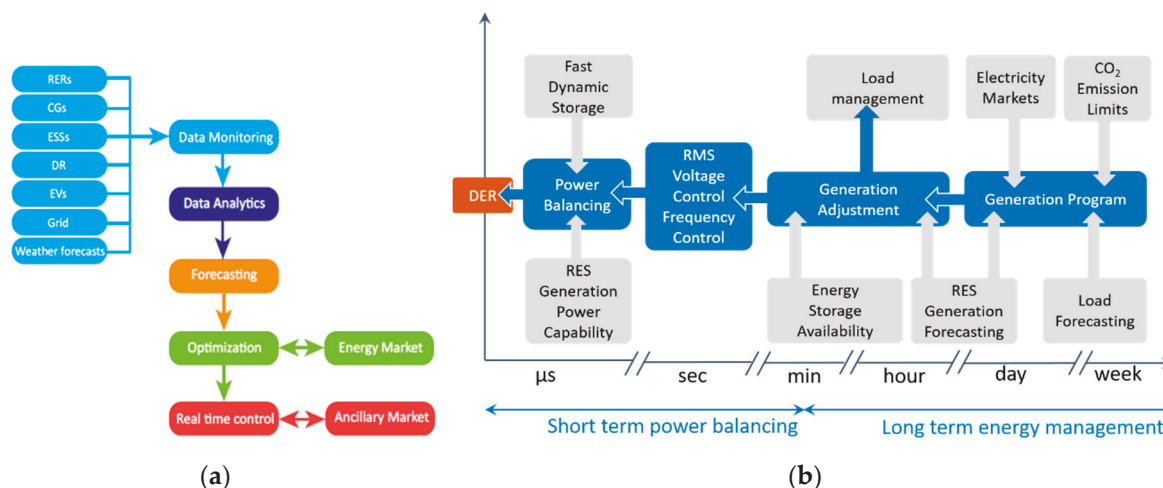 RERs
CGs
ESSs
DR
EVs
Grid
Weather forecasts
Data Monitoring
Data Analytics
Forecasting
Optimization
Energy Market
Real time control
Ancillary Market
(a)
Fast
Dynamic
Storage
Load
management
Electricity
Markets
CO₂
Emission
Limits
DER
Power
Balancing
RMS
Voltage
Control
Frequency
Control
Generation
Adjustment
Generation Program
RES
Generation
Power
Capability
Energy
Storage
Availability
RES
Generation
Forecasting
Load
Forecasting
µs
sec
min
hour
day
week
Short term power balancing
Long term energy management
(b)